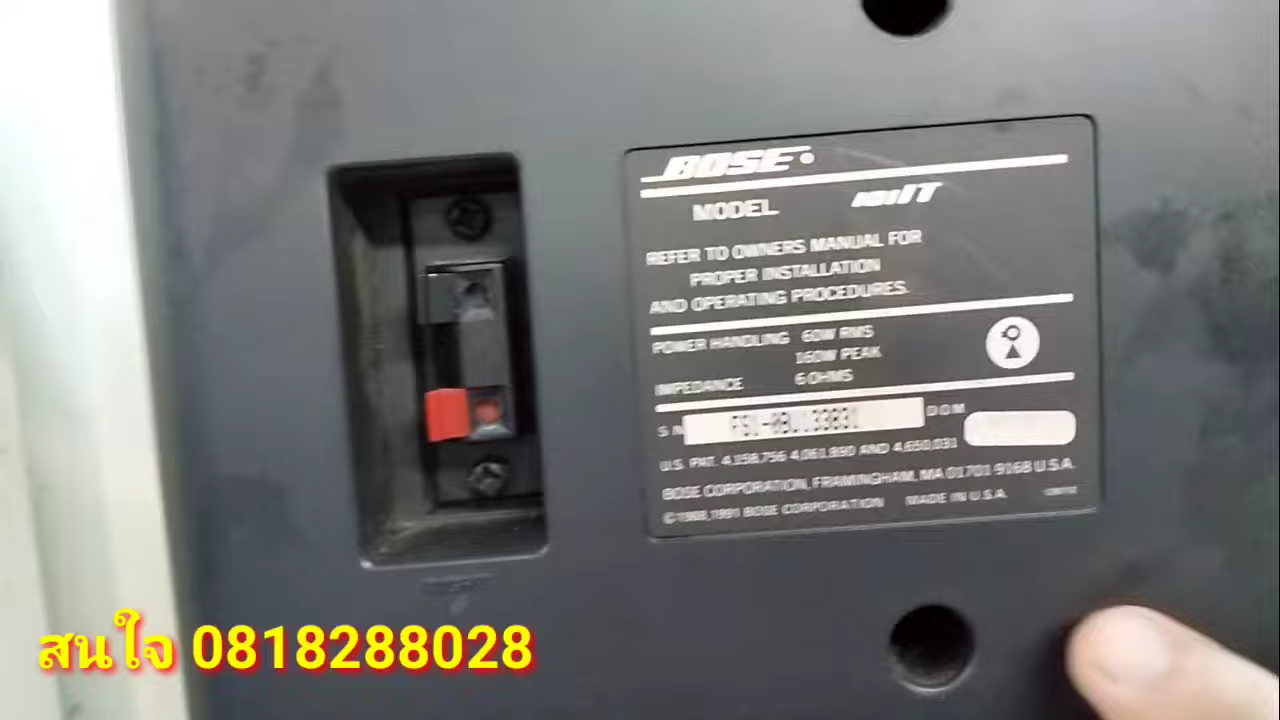 BOSE
MODEL
REFER TO OWNERS MANUAL FOR
PROPER INSTALLATION
AND OPERATING PROCEDURES.
POWER HANDLING 60W RMS
160W PEAK
IMPEDANCE 6 OHMS
S N DOM
U.S. PAT. 4,158,756 4,061,890 AND 4,650,031
BOSE CORPORATION, FRAMINGHAM, MA 01701-9168 U.S.A.
©1988,1991 BOSE CORPORATION MADE IN U.S.A.
สนใจ 0818288028